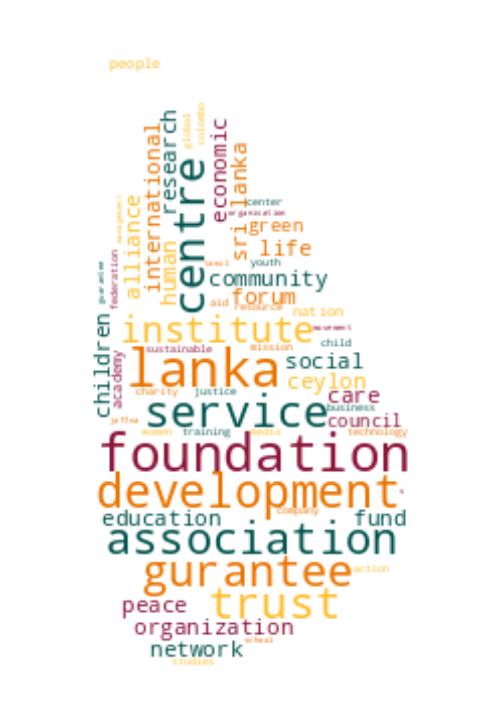 people
global
colombo
research
international
centre
economic
sri lanka
alliance
human
management
center
organisation
green
life
federation
guarantee
tamil
youth
community
aid
forum
resource
nation
children
institute
movement
academy
sustainable
mission
child
lanka
social
ceylon
charity
justice
care
service
business
jaffna
council
women
training
media
technology
foundation
development
company
education
fund
association
gurantee
action
peace
trust
organization
school
network
studies